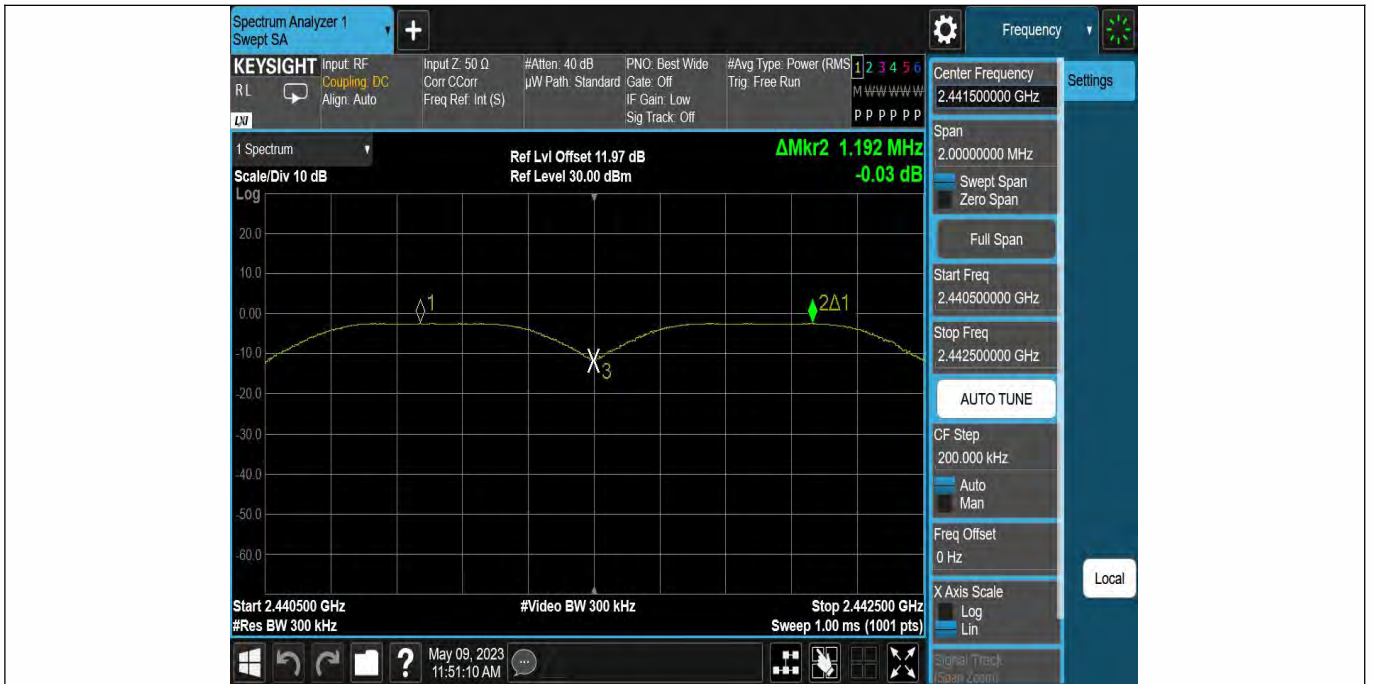 Spectrum Analyzer 1
Swept SA
+
Frequency
KEYSIGHT
RL
LXI
Input: RF
Coupling: DC
Align: Auto
Input Z: 50 Ω
Corr CCorr
Freq Ref: Int (S)
#Atten: 40 dB
µW Path: Standard
PNO: Best Wide
Gate: Off
IF Gain: Low
Sig Track: Off
#Avg Type: Power (RMS
Trig: Free Run
1 2 3 4 5 6
M W W W W W
P P P P P P
1 Spectrum
Scale/Div 10 dB
Log
Ref Lvl Offset 11.97 dB
Ref Level 30.00 dBm
ΔMkr2 1.192 MHz
-0.03 dB
20.0
10.0
0.00
-10.0
-20.0
-30.0
-40.0
-50.0
-60.0
1
2Δ1
3
Start 2.440500 GHz
#Res BW 300 kHz
#Video BW 300 kHz
Stop 2.442500 GHz
Sweep 1.00 ms (1001 pts)
?
May 09, 2023
11:51:10 AM
Center Frequency
2.441500000 GHz
Settings
Span
2.00000000 MHz
Swept Span
Zero Span
Full Span
Start Freq
2.440500000 GHz
Stop Freq
2.442500000 GHz
AUTO TUNE
CF Step
200.000 kHz
Auto
Man
Freq Offset
0 Hz
X Axis Scale
Log
Lin
Signal Track
(Span Zoom)
Local